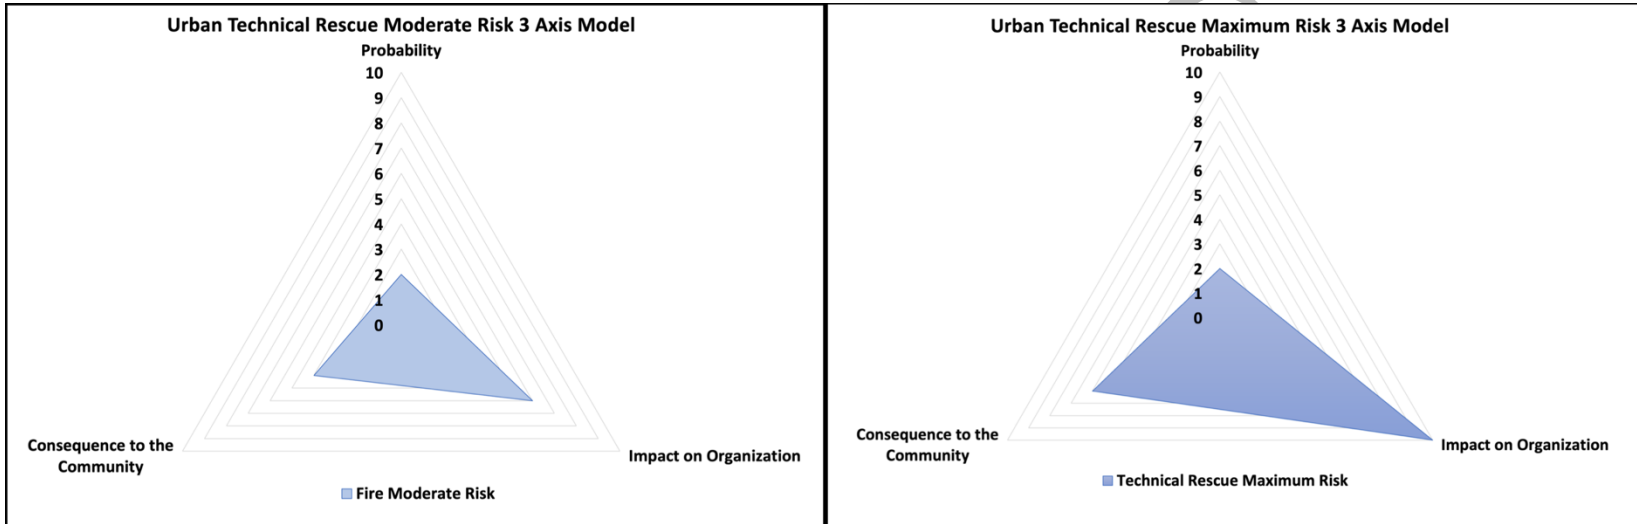 Urban Technical Rescue Moderate Risk 3 Axis Model
Probability
10
9
8
7
6
5
4
3
2
1
0
Consequence to the
Community
Impact on Organization
Fire Moderate Risk
Urban Technical Rescue Maximum Risk 3 Axis Model
Probability
10
9
8
7
6
5
4
3
2
1
0
Consequence to the
Community
Impact on Organization
Technical Rescue Maximum Risk